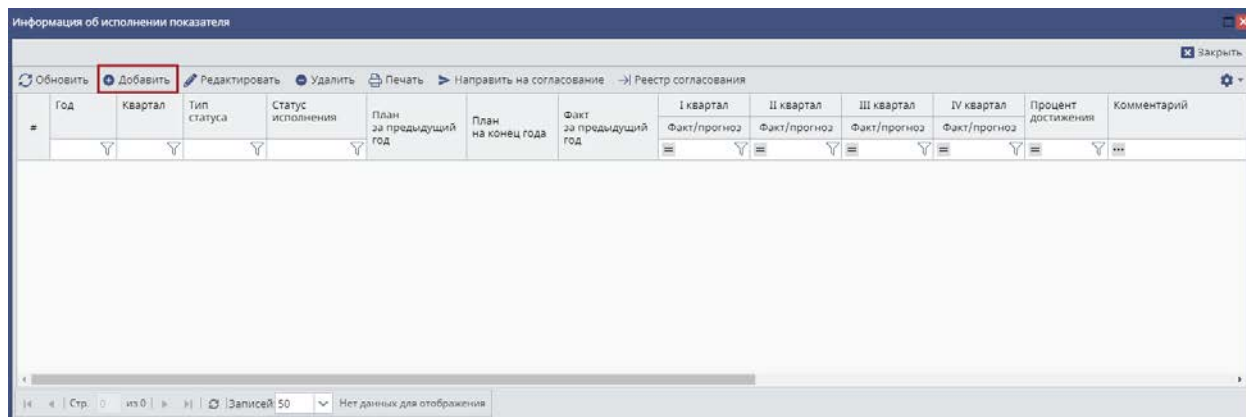 Информация об исполнении показателя
Закрыть
Обновить Добавить Редактировать Удалить Печать Направить на согласование Реестр согласования
# Год Квартал Тип статуса Статус исполнения План за предыдущий год План на конец года Факт за предыдущий год I квартал II квартал III квартал IV квартал Процент достижения Комментарий
Факт/прогноз Факт/прогноз Факт/прогноз Факт/прогноз
= = = = = ...
Стр. 0 из 0 Записей 50 Нет данных для отображения